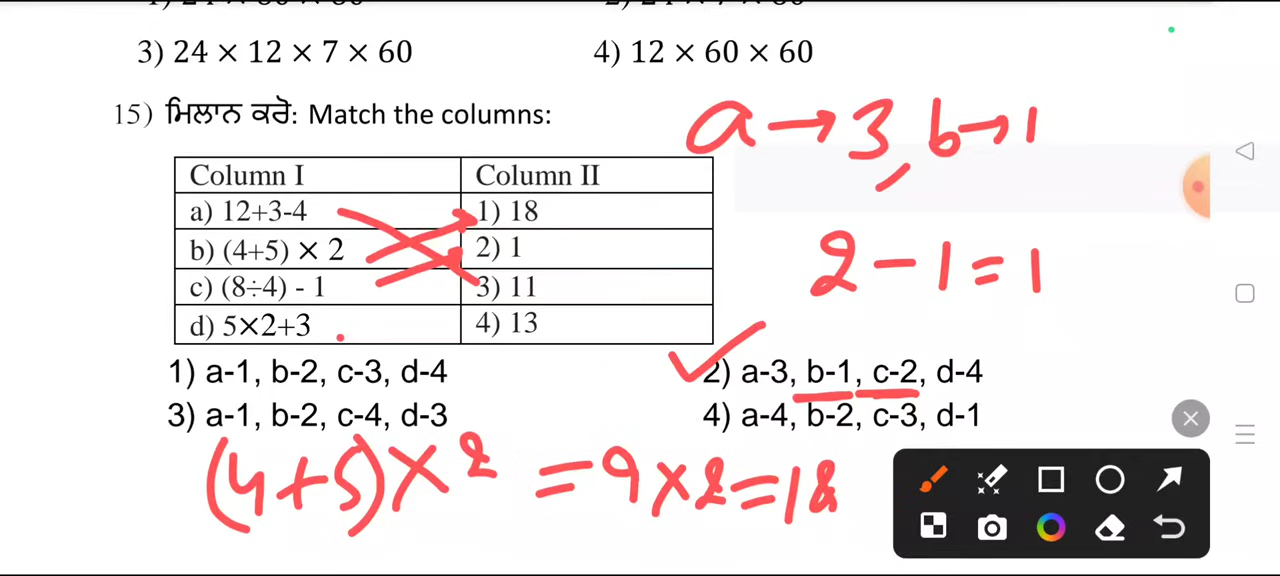 3) 24 × 12 × 7 × 60 4) 12 × 60 × 60
15) ਮਿਲਾਨ ਕਰੋ: Match the columns:
a → 3, b → 1
Column I Column II
a) 12+3-4 1) 18
b) (4+5) × 2 2) 1
2 - 1 = 1
c) (8÷4) - 1 3) 11
d) 5×2+3 4) 13
1) a-1, b-2, c-3, d-4 2) a-3, b-1, c-2, d-4
3) a-1, b-2, c-4, d-3 4) a-4, b-2, c-3, d-1
(4+5)×2 = 9×2=18